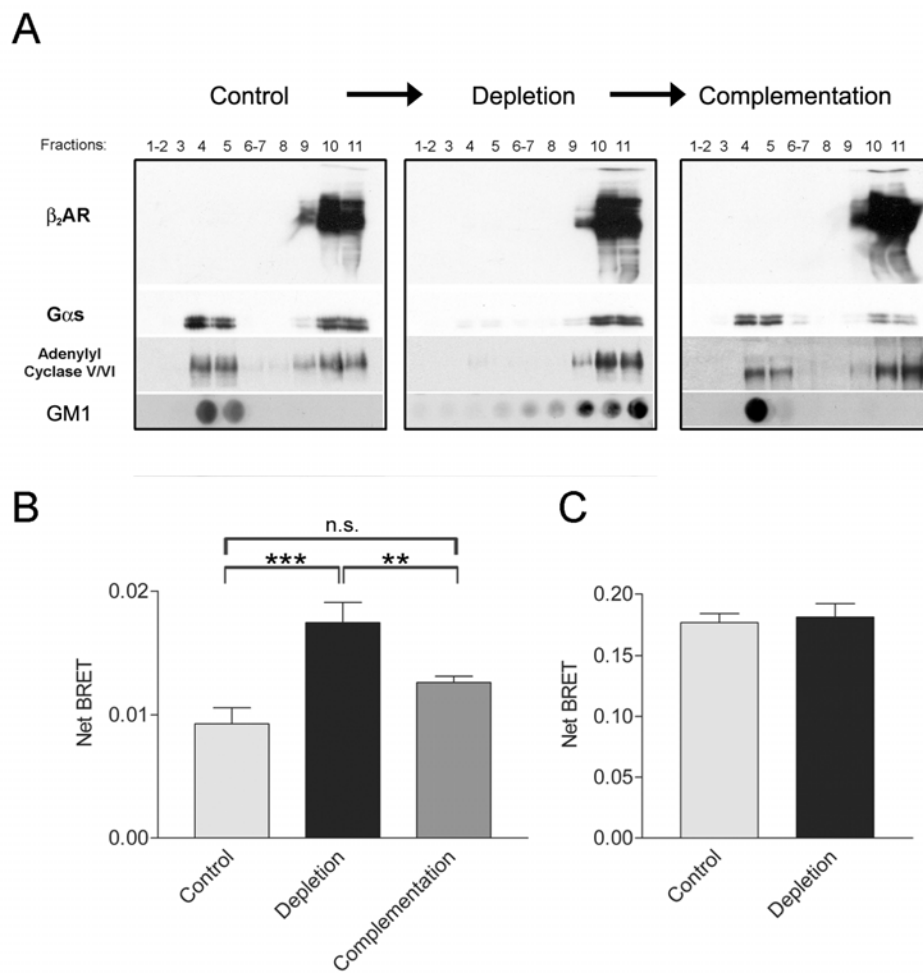 A
Control Depletion Complementation
Fractions: 1-2 3 4 5 6-7 8 9 10 11 1-2 3 4 5 6-7 8 9 10 11 1-2 3 4 5 6-7 8 9 10 11
β₂AR
Gαs
Adenylyl
Cyclase V/VI
GM1
B
n.s.
*** **
0.02
0.01
0.00
Net BRET
Control
Depletion
Complementation
C
0.20
0.15
0.10
0.05
0.00
Net BRET
Control
Depletion